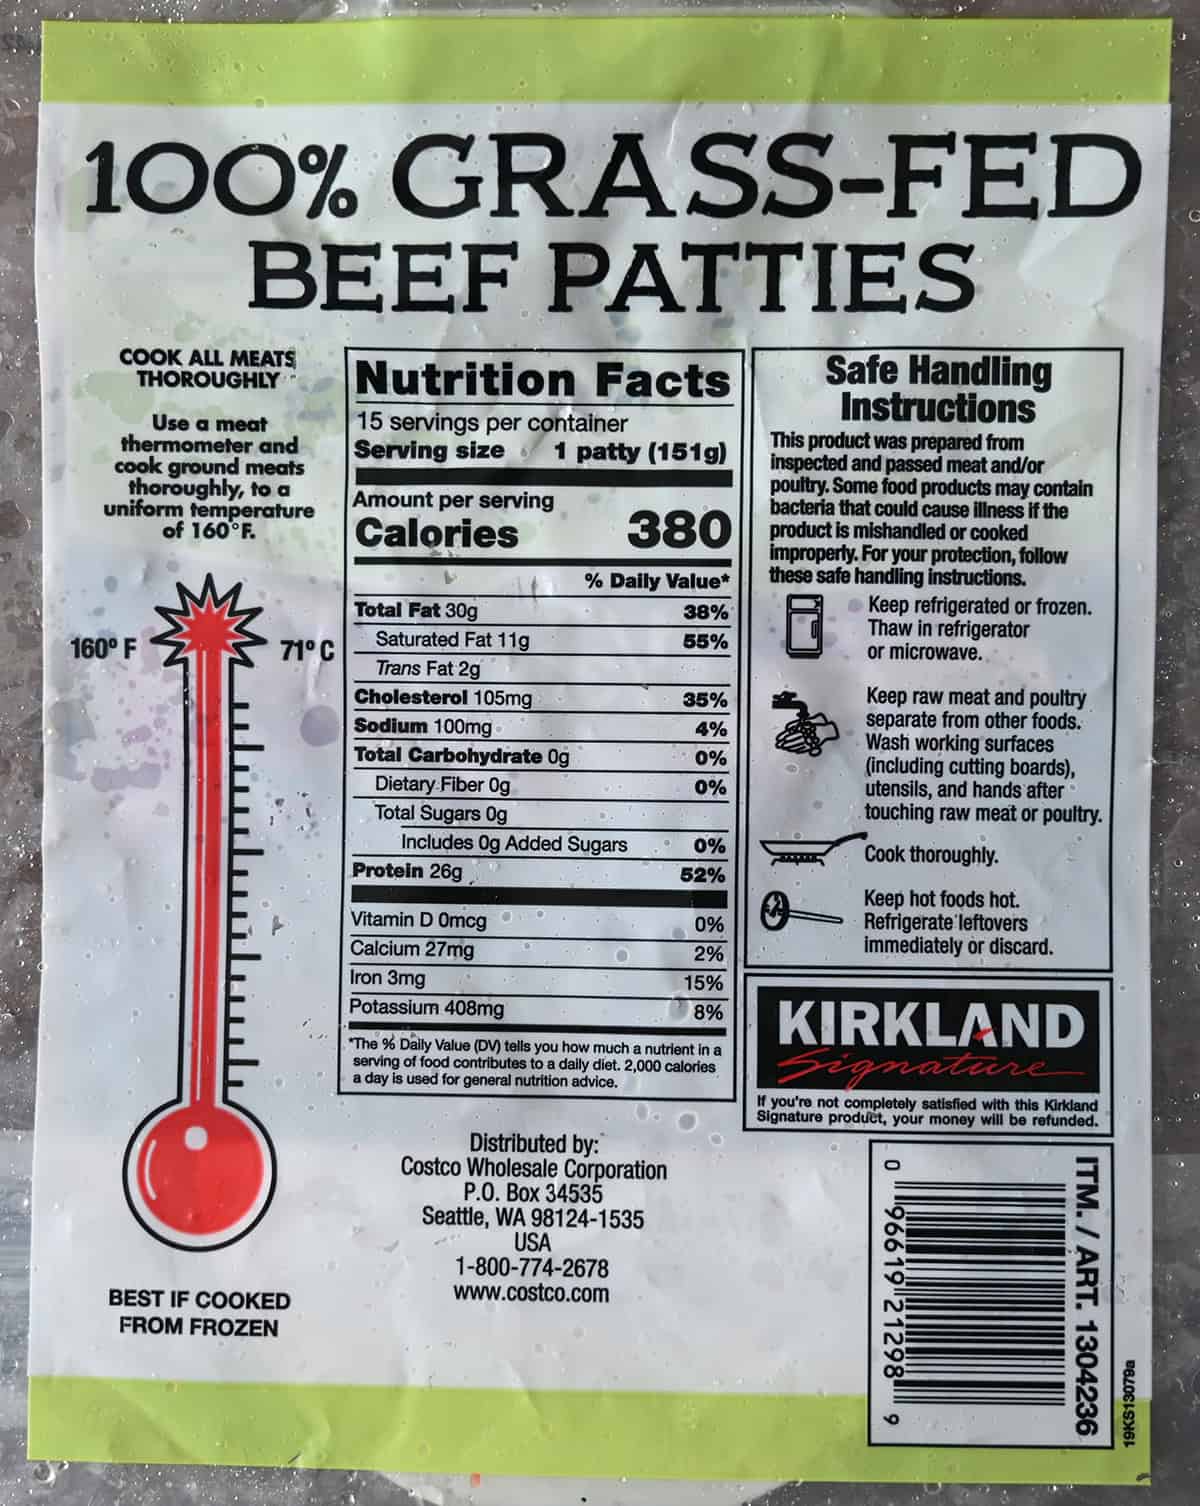 100% GRASS-FED
BEEF PATTIES
COOK ALL MEATS
THOROUGHLY
Use a meat
thermometer and
cook ground meats
thoroughly, to a
uniform temperature
of 160°F.
160° F
71° C
BEST IF COOKED
FROM FROZEN
Nutrition Facts
15 servings per container
Serving size 1 patty (151g)
Amount per serving
Calories 380
% Daily Value*
Total Fat 30g 38%
Saturated Fat 11g 55%
Trans Fat 2g
Cholesterol 105mg 35%
Sodium 100mg 4%
Total Carbohydrate 0g 0%
Dietary Fiber 0g 0%
Total Sugars 0g
Includes 0g Added Sugars 0%
Protein 26g 52%
Vitamin D 0mcg 0%
Calcium 27mg 2%
Iron 3mg 15%
Potassium 408mg 8%
*The % Daily Value (DV) tells you how much a nutrient in a
serving of food contributes to a daily diet. 2,000 calories
a day is used for general nutrition advice.
Distributed by:
Costco Wholesale Corporation
P.O. Box 34535
Seattle, WA 98124-1535
USA
1-800-774-2678
www.costco.com
Safe Handling
Instructions
This product was prepared from
inspected and passed meat and/or
poultry. Some food products may contain
bacteria that could cause illness if the
product is mishandled or cooked
improperly. For your protection, follow
these safe handling instructions.
Keep refrigerated or frozen.
Thaw in refrigerator
or microwave.
Keep raw meat and poultry
separate from other foods.
Wash working surfaces
(including cutting boards),
utensils, and hands after
touching raw meat or poultry.
Cook thoroughly.
Keep hot foods hot.
Refrigerate leftovers
immediately or discard.
KIRKLAND
Signature
If you're not completely satisfied with this Kirkland
Signature product, your money will be refunded.
ITM. / ART. 1304236
0 96619 21298 9
19KS13079a